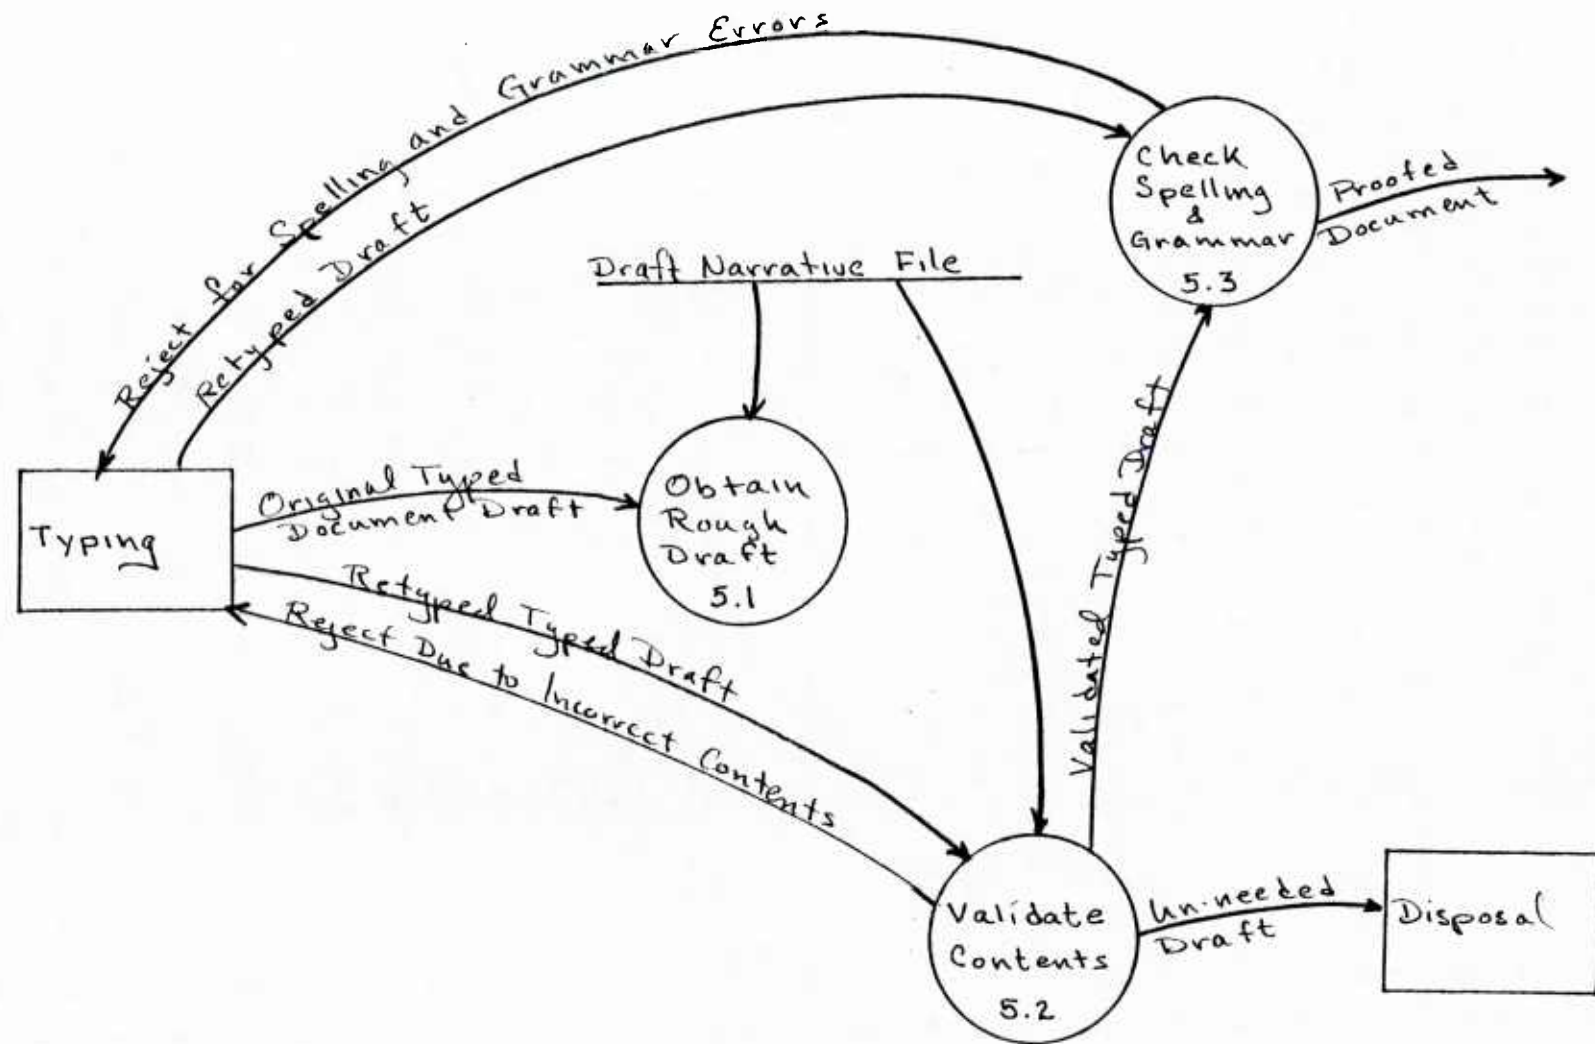 Reject for Spelling and Grammar Errors
Retyped Draft
Check
Spelling
&
Grammar
5.3
Proofed
Document
Draft Narrative File
Typing
Original Typed
Document Draft
Obtain
Rough
Draft
5.1
Retyped Typed Draft
Reject Due to Incorrect Contents
Validated Typed Draft
Validate
Contents
5.2
Un-needed
Draft
Disposal